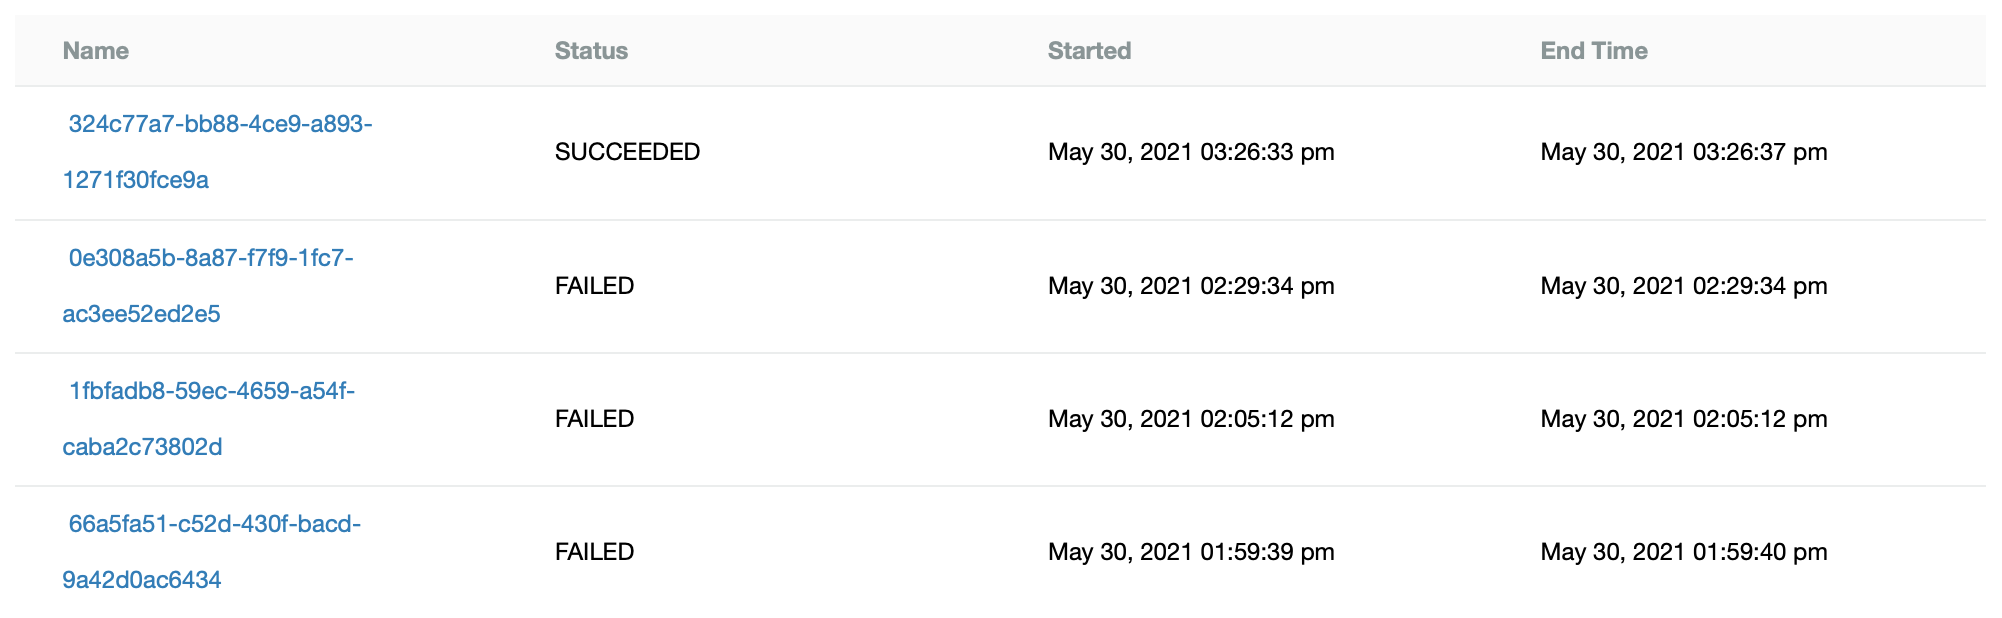 Name Status Started End Time
324c77a7-bb88-4ce9-a893-
1271f30fce9a
SUCCEEDED May 30, 2021 03:26:33 pm May 30, 2021 03:26:37 pm
0e308a5b-8a87-f7f9-1fc7-
ac3ee52ed2e5
FAILED May 30, 2021 02:29:34 pm May 30, 2021 02:29:34 pm
1fbfadb8-59ec-4659-a54f-
caba2c73802d
FAILED May 30, 2021 02:05:12 pm May 30, 2021 02:05:12 pm
66a5fa51-c52d-430f-bacd-
9a42d0ac6434
FAILED May 30, 2021 01:59:39 pm May 30, 2021 01:59:40 pm